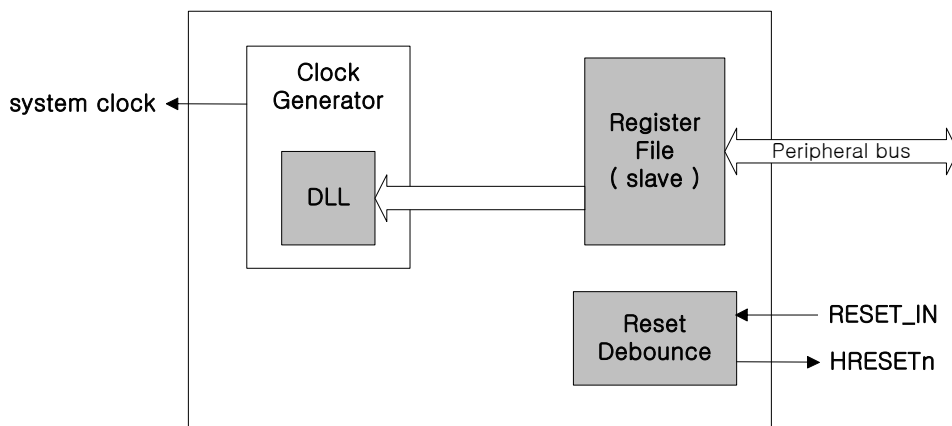 Clock
Generator
system clock
DLL
Register
File
( slave )
Peripheral bus
Reset
Debounce
RESET_IN
HRESETn